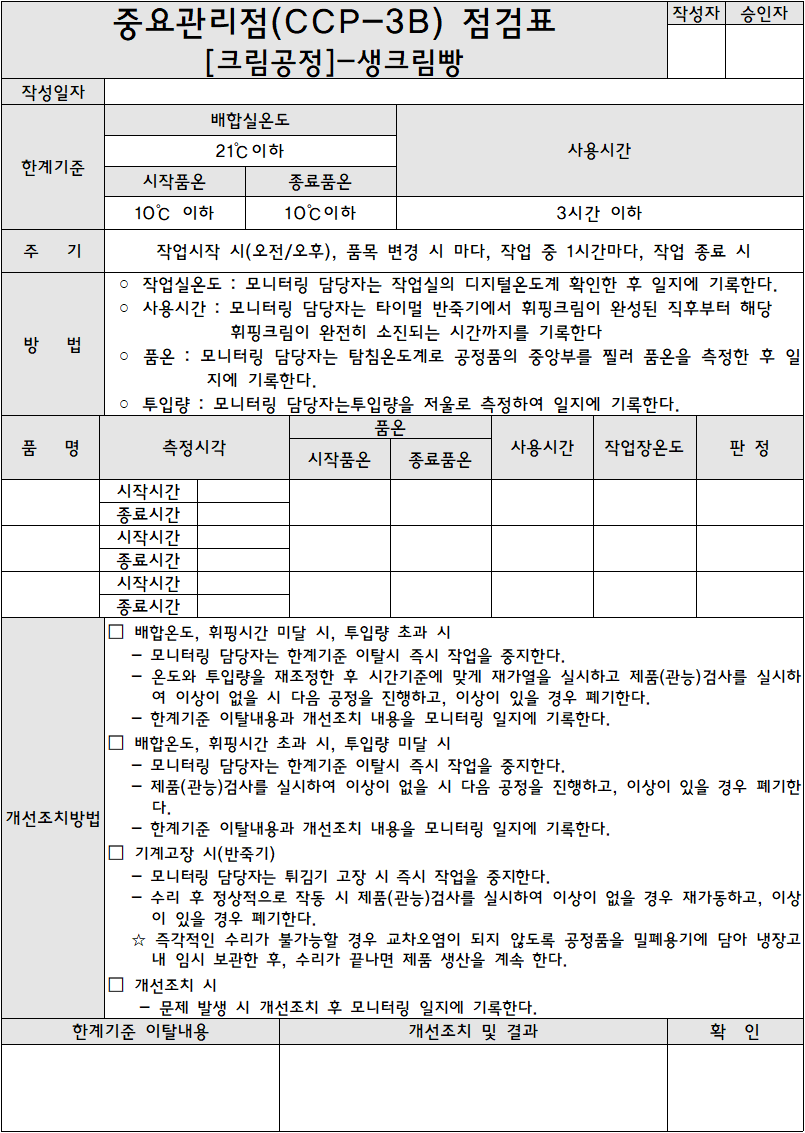 중요관리점(CCP-3B) 점검표
[크림공정]-생크림빵
작성자
승인자
작성일자
한계기준
배합실온도
사용시간
21℃이하
시작품온
종료품온
10℃ 이하
10℃이하
3시간 이하
주 기
작업시작 시(오전/오후), 품목 변경 시 마다, 작업 중 1시간마다, 작업 종료 시
방 법
○ 작업실온도 : 모니터링 담당자는 작업실의 디지털온도계 확인한 후 일지에 기록한다.
○ 사용시간 : 모니터링 담당자는 타이멀 반죽기에서 휘핑크림이 완성된 직후부터 해당
휘핑크림이 완전히 소진되는 시간까지를 기록한다
○ 품온 : 모니터링 담당자는 탐침온도계로 공정품의 중앙부를 찔러 품온을 측정한 후 일
지에 기록한다.
○ 투입량 : 모니터링 담당자는투입량을 저울로 측정하여 일지에 기록한다.
품 명
측정시각
품온
시작품온
종료품온
사용시간
작업장온도
판 정
시작시간
종료시간
시작시간
종료시간
시작시간
종료시간
개선조치방법
□ 배합온도, 휘핑시간 미달 시, 투입량 초과 시
- 모니터링 담당자는 한계기준 이탈시 즉시 작업을 중지한다.
- 온도와 투입량을 재조정한 후 시간기준에 맞게 재가열을 실시하고 제품(관능)검사를 실시하
여 이상이 없을 시 다음 공정을 진행하고, 이상이 있을 경우 폐기한다.
- 한계기준 이탈내용과 개선조치 내용을 모니터링 일지에 기록한다.
□ 배합온도, 휘핑시간 초과 시, 투입량 미달 시
- 모니터링 담당자는 한계기준 이탈시 즉시 작업을 중지한다.
- 제품(관능)검사를 실시하여 이상이 없을 시 다음 공정을 진행하고, 이상이 있을 경우 폐기한
다.
- 한계기준 이탈내용과 개선조치 내용을 모니터링 일지에 기록한다.
□ 기계고장 시(반죽기)
- 모니터링 담당자는 튀김기 고장 시 즉시 작업을 중지한다.
- 수리 후 정상적으로 작동 시 제품(관능)검사를 실시하여 이상이 없을 경우 재가동하고, 이상
이 있을 경우 폐기한다.
☆ 즉각적인 수리가 불가능할 경우 교차오염이 되지 않도록 공정품을 밀폐용기에 담아 냉장고
내 임시 보관한 후, 수리가 끝나면 제품 생산을 계속 한다.
□ 개선조치 시
- 문제 발생 시 개선조치 후 모니터링 일지에 기록한다.
한계기준 이탈내용
개선조치 및 결과
확 인